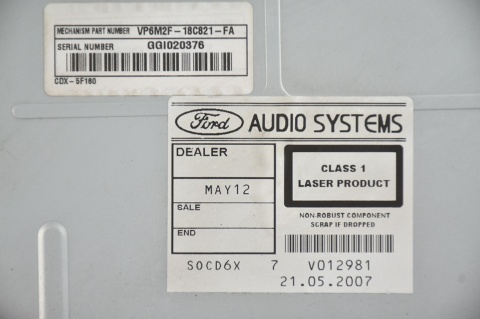 MECHANISM PART NUMBER VP6M2F-18C821-FA
SERIAL NUMBER GGI020376
CDX-5F160
Ford AUDIO SYSTEMS
DEALER
MAY12
SALE
END
CLASS 1
LASER PRODUCT
NON-ROBUST COMPONENT
SCRAP IF DROPPED
SOCD6X 7 V012981
21.05.2007